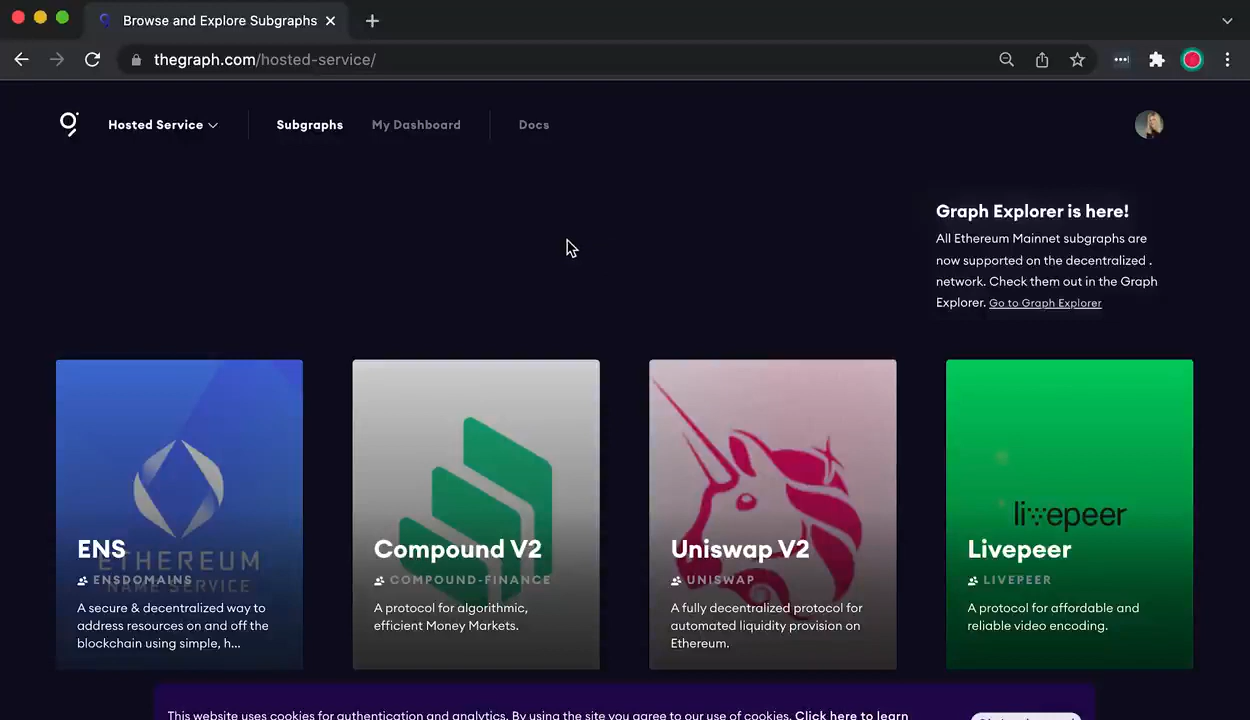 Browse and Explore Subgraphs
thegraph.com/hosted-service/
Hosted Service
Subgraphs
My Dashboard
Docs
Graph Explorer is here!
All Ethereum Mainnet subgraphs are
now supported on the decentralized .
network. Check them out in the Graph
Explorer. Go to Graph Explorer
ETHEREUM
NAME SERVICE
ENS
ENSDOMAINS
A secure & decentralized way to
address resources on and off the
blockchain using simple, h...
Compound V2
COMPOUND-FINANCE
A protocol for algorithmic,
efficient Money Markets.
Uniswap V2
UNISWAP
A fully decentralized protocol for
automated liquidity provision on
Ethereum.
livepeer
Livepeer
LIVEPEER
A protocol for affordable and
reliable video encoding.
This website uses cookies for authentication and analytics. By using the site you agree to our use of cookies. Click here to learn